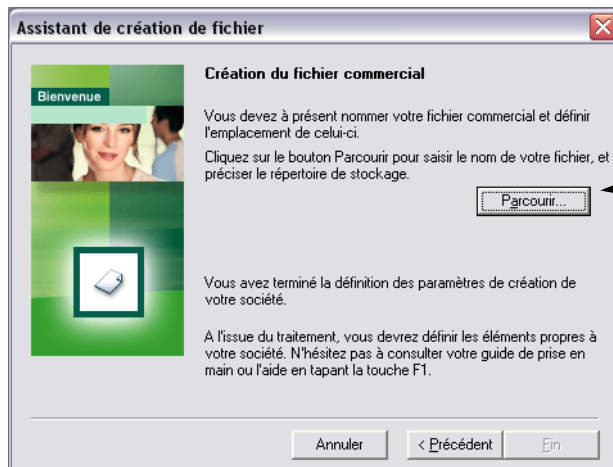 Assistant de création de fichier
Bienvenue
Création du fichier commercial
Vous devez à présent nommer votre fichier commercial et définir
l'emplacement de celui-ci.
Cliquez sur le bouton Parcourir pour saisir le nom de votre fichier, et
préciser le répertoire de stockage.
Parcourir...
Vous avez terminé la définition des paramètres de création de
votre société.
A l'issue du traitement, vous devrez définir les éléments propres à
votre société. N'hésitez pas à consulter votre guide de prise en
main ou l'aide en tapant la touche F1.
Annuler
< Précédent
Fin